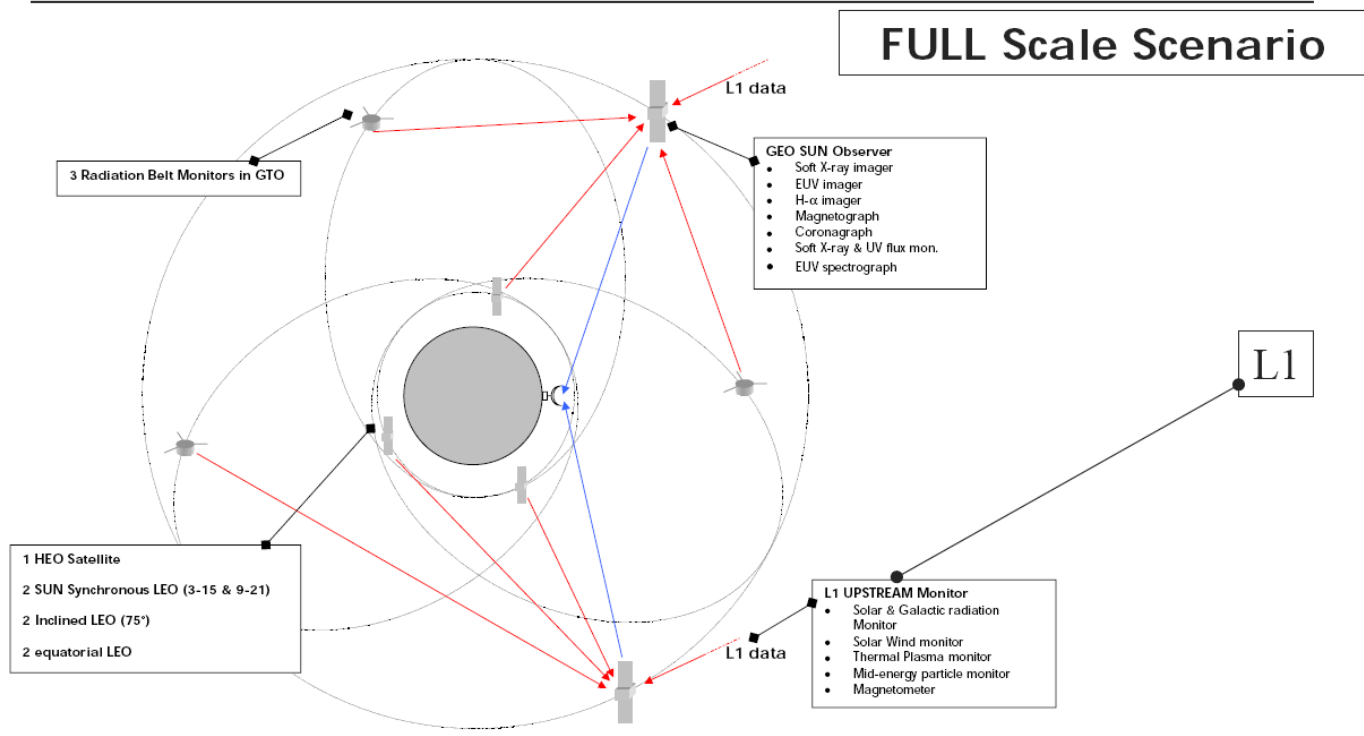 FULL Scale Scenario
L1 data
3 Radiation Belt Monitors in GTO
GEO SUN Observer
• Soft X-ray imager
• EUV imager
• H-α imager
• Magnetograph
• Coronagraph
• Soft X-ray & UV flux mon.
• EUV spectrograph
L1
1 HEO Satellite
2 SUN Synchronous LEO (3-15 & 9-21)
2 Inclined LEO (75°)
2 equatorial LEO
L1 data
L1 UPSTREAM Monitor
• Solar & Galactic radiation
Monitor
• Solar Wind monitor
• Thermal Plasma monitor
• Mid-energy particle monitor
• Magnetometer